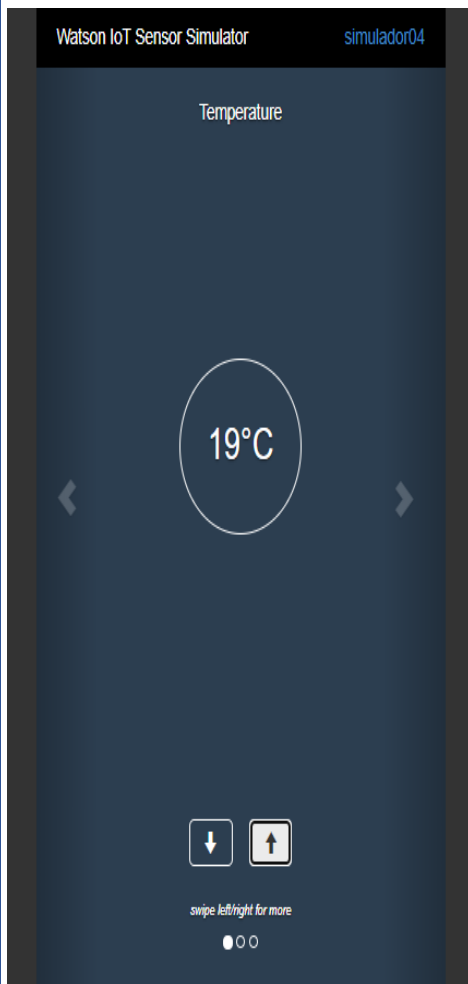 Watson IoT Sensor Simulator simulador04
Temperature
19°C
swipe left/right for more